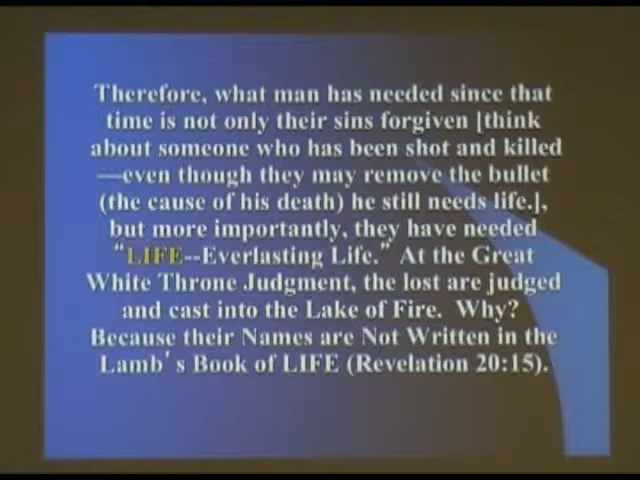 Therefore, what man has needed since that
time is not only their sins forgiven [think
about someone who has been shot and killed
—even though they may remove the bullet
(the cause of his death) he still needs life.],
but more importantly, they have needed
“LIFE--Everlasting Life.” At the Great
White Throne Judgment, the lost are judged
and cast into the Lake of Fire. Why?
Because their Names are Not Written in the
Lamb’s Book of LIFE (Revelation 20:15).